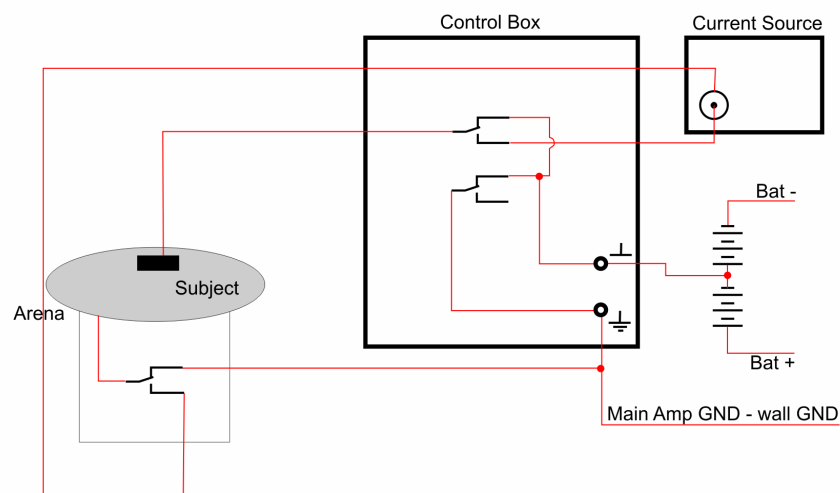 Control Box
Current Source
Bat -
Subject
Arena
Bat +
Main Amp GND - wall GND